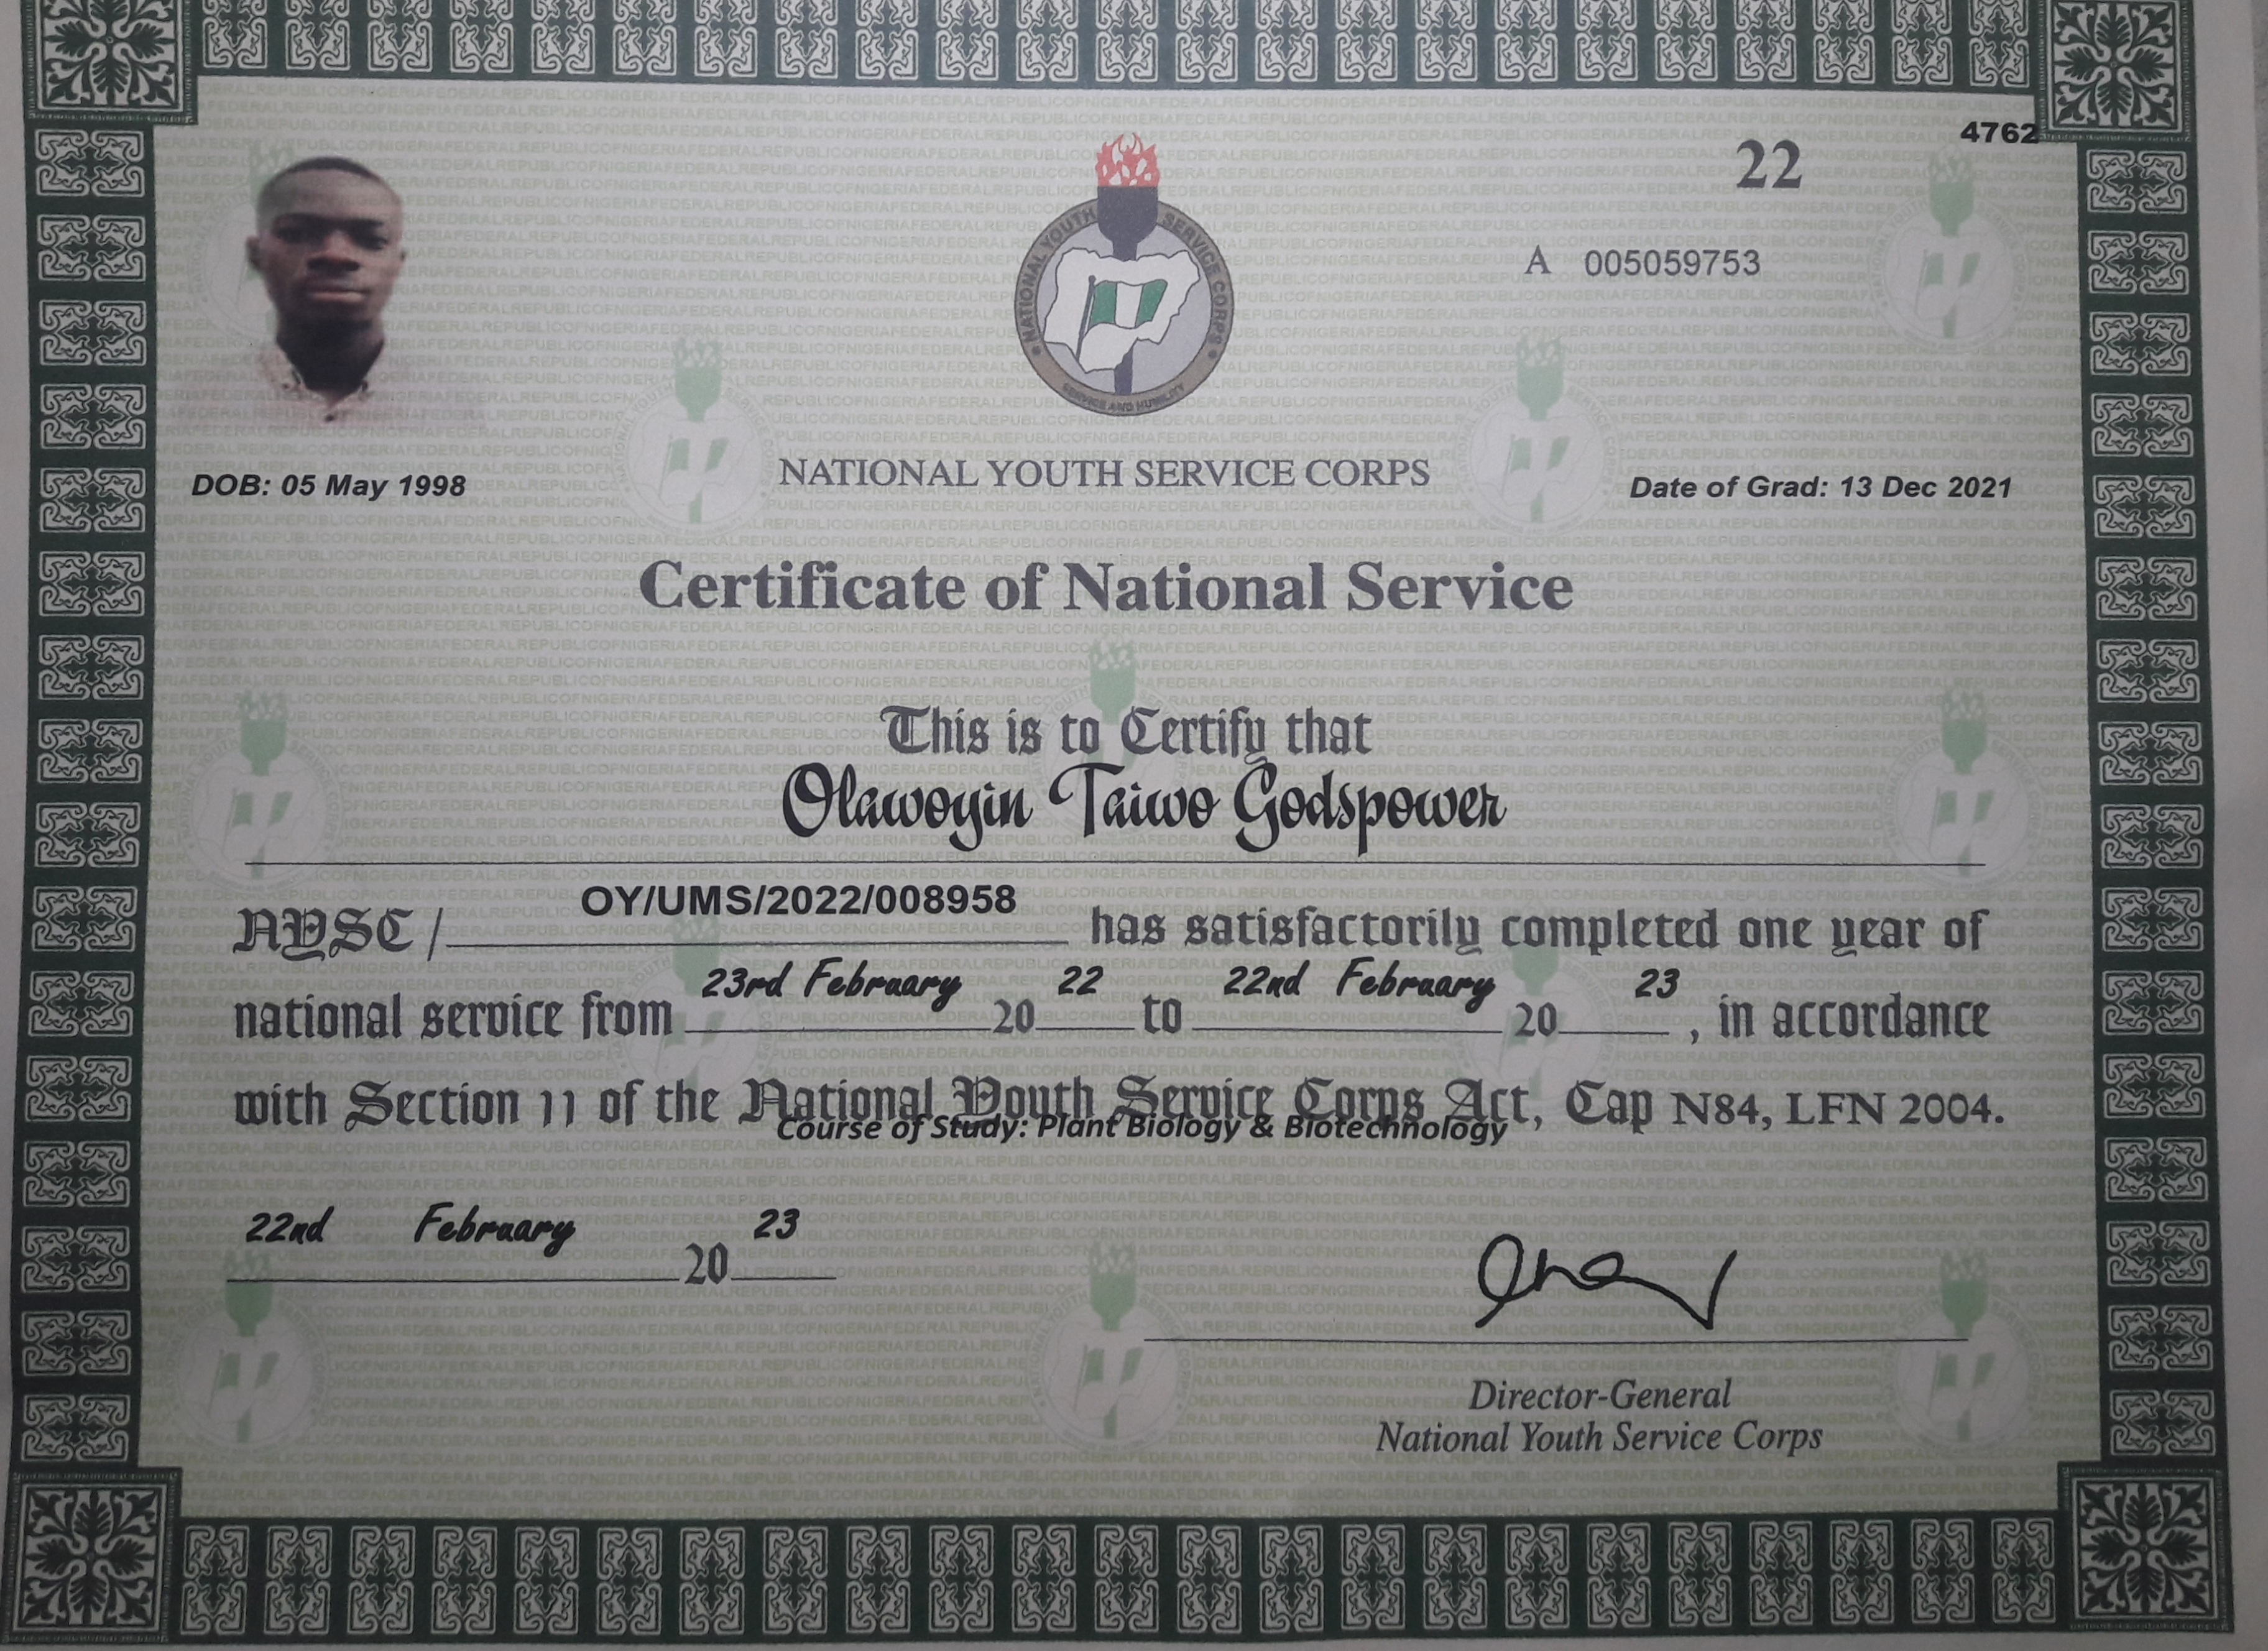 4762
22
A 005059753
NATIONAL YOUTH SERVICE CORPS
SERVICE AND HUMILITY
DOB: 05 May 1998
NATIONAL YOUTH SERVICE CORPS
Date of Grad: 13 Dec 2021
Certificate of National Service
This is to Certify that
Olawoyin Taiwo Godspower
NYSC / OY/UMS/2022/008958 has satisfactorily completed one year of
national service from 23rd February 20 22 to 22nd February 20 23 , in accordance
with Section 11 of the National Youth Service Corps Act, Cap N84, LFN 2004.
Course of Study: Plant Biology & Biotechnology
22nd February 20 23
Director-General
National Youth Service Corps